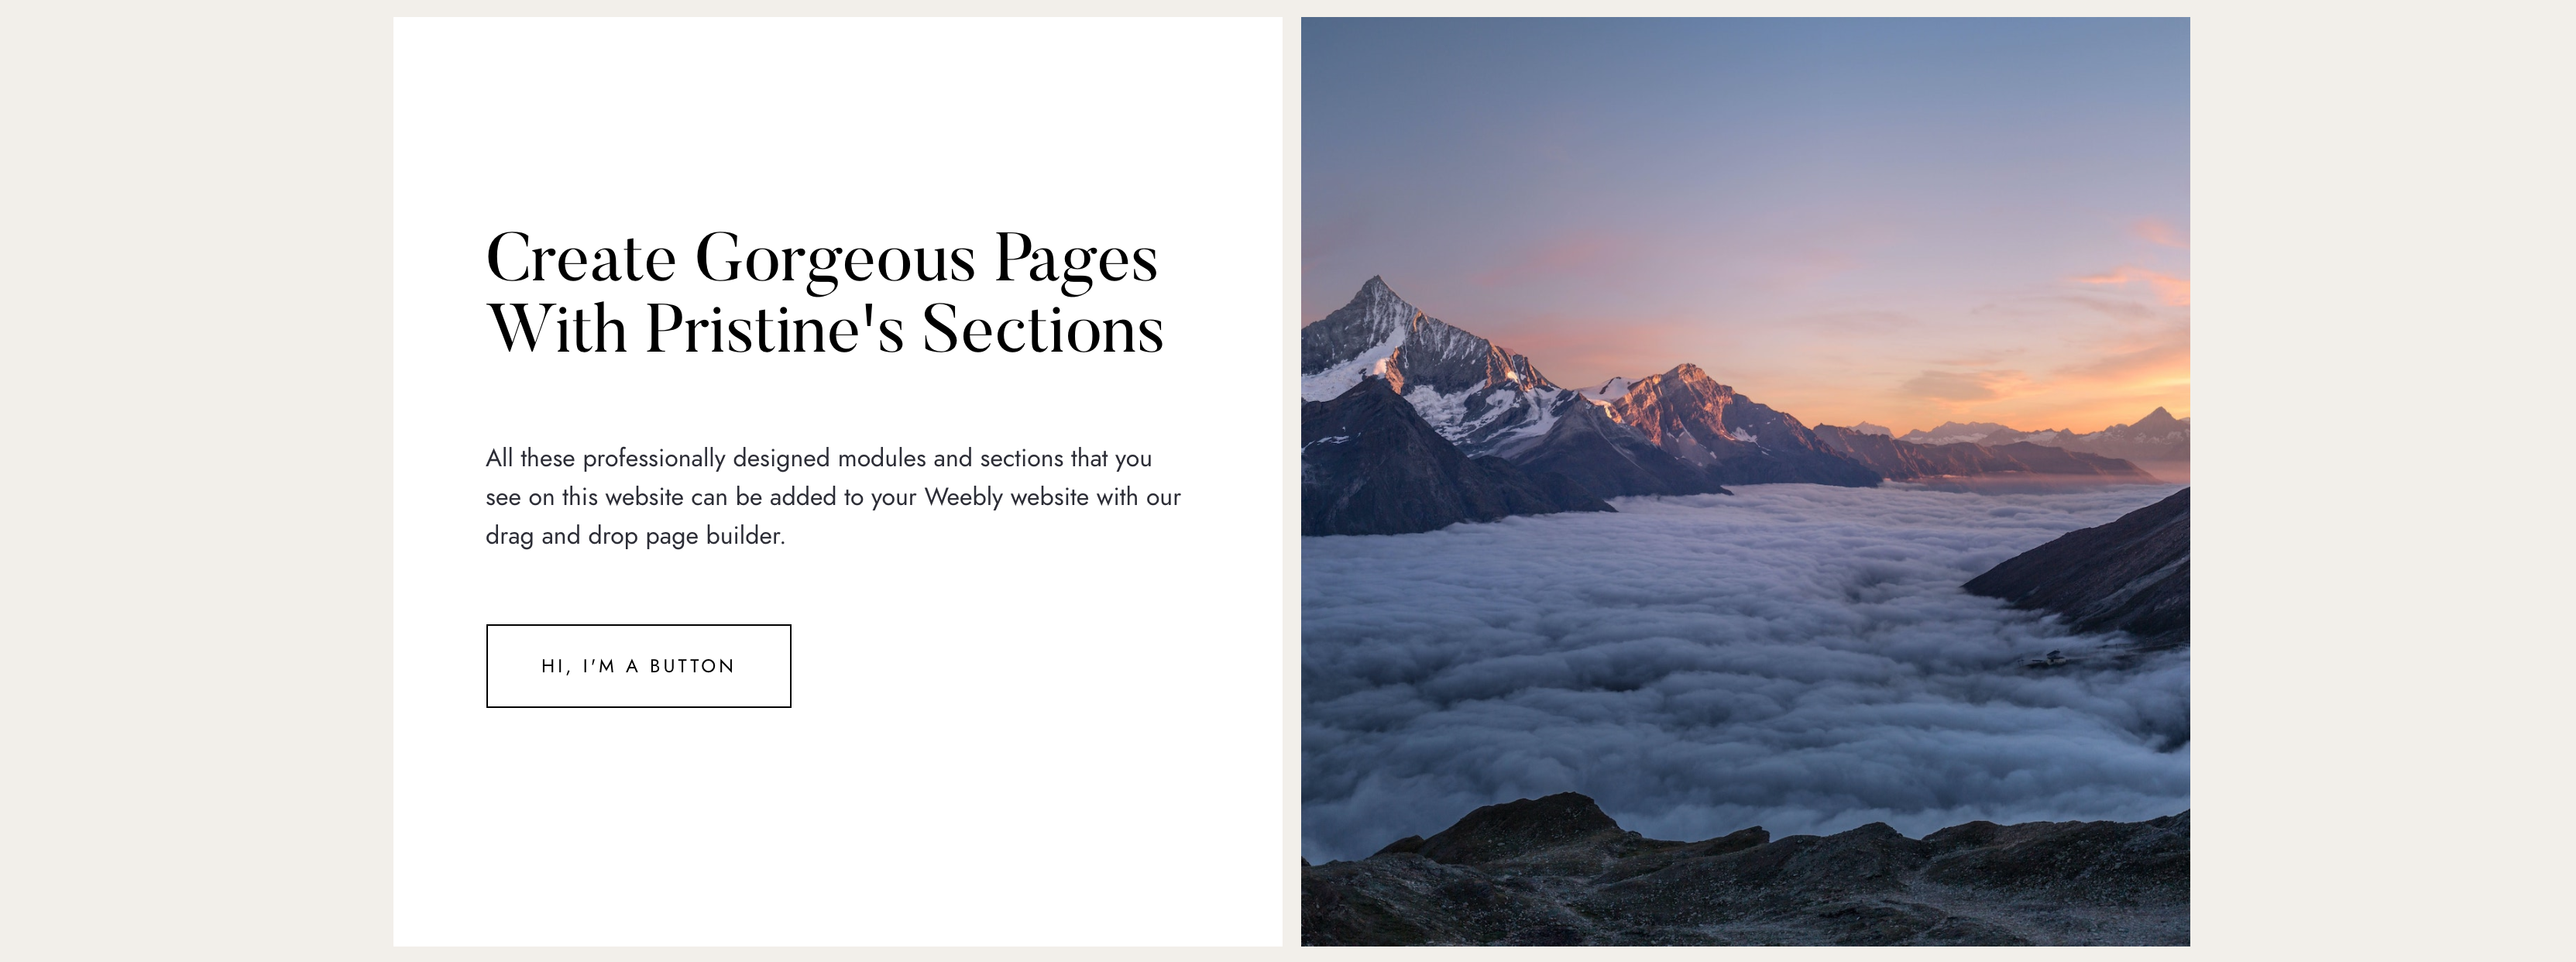 Create Gorgeous Pages
With Pristine's Sections
All these professionally designed modules and sections that you
see on this website can be added to your Weebly website with our
drag and drop page builder.
HI, I'M A BUTTON